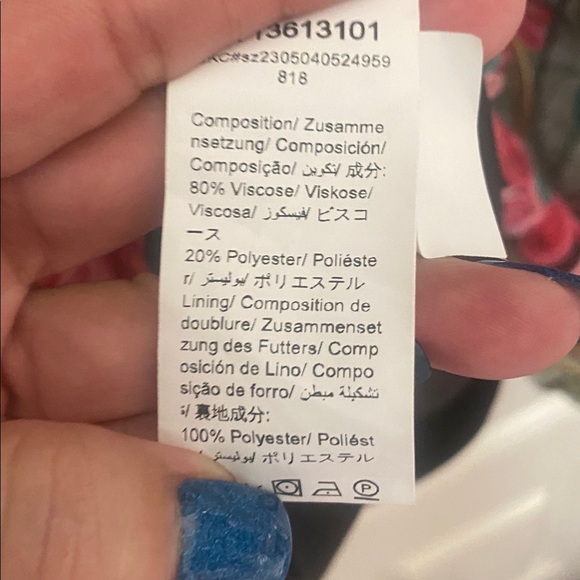 13613101
KC#sz2305040524959
818
Composition/ Zusamme
nsetzung/ Composición/
Composição/ تكوين/ 成分:
80% Viscose/ Viskose/
Viscosa/ فيسكوز/ ビスコ
ース
20% Polyester/ Poliéste
r/ بوليستر/ ポリエステル
Lining/ Composition de
doublure/ Zusammenset
zung des Futters/ Comp
osición de Lino/ Compo
sição de forro/ تشكيلة مبطن
ة/ 裏地成分:
100% Polyester/ Poliést
بوليستر/ ポリエステル
P